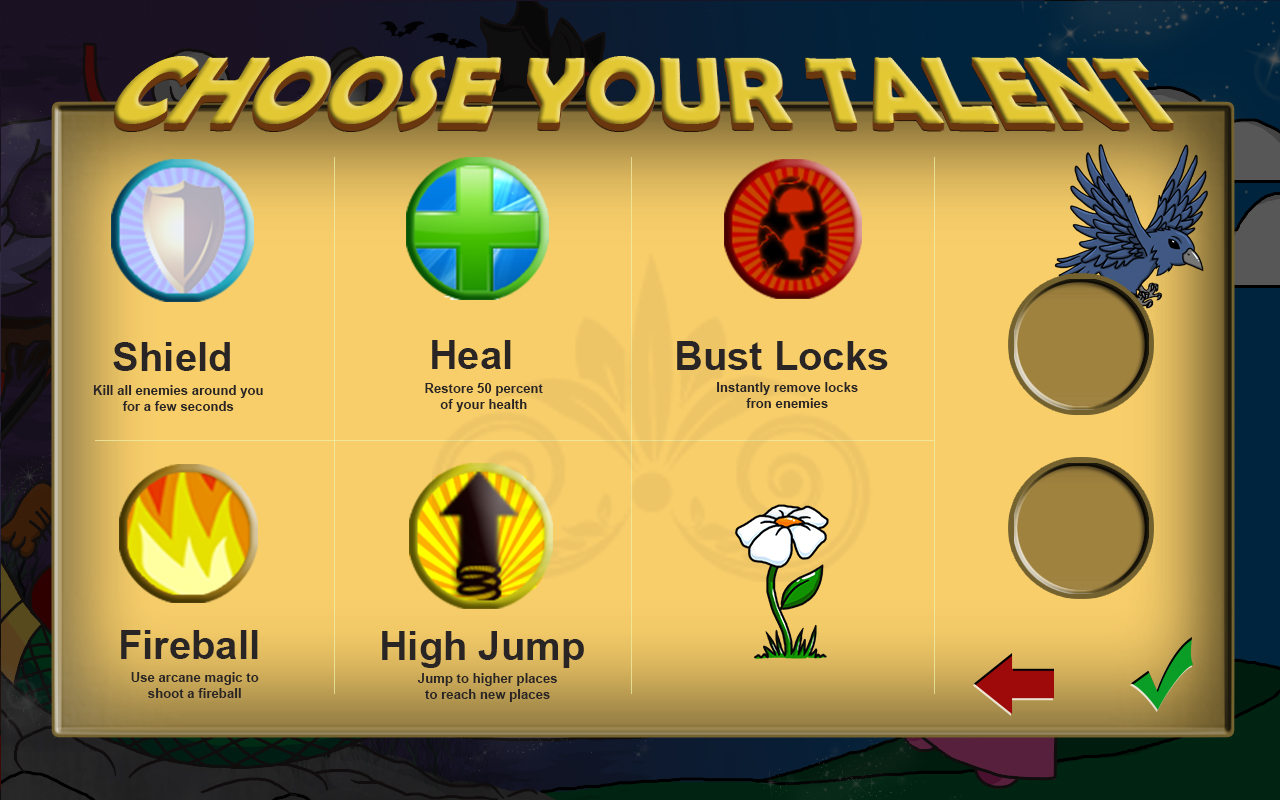 CHOOSE YOUR TALENT
Shield
Kill all enemies around you
for a few seconds
Heal
Restore 50 percent
of your health
Bust Locks
Instantly remove locks
fron enemies
Fireball
Use arcane magic to
shoot a fireball
High Jump
Jump to higher places
to reach new places